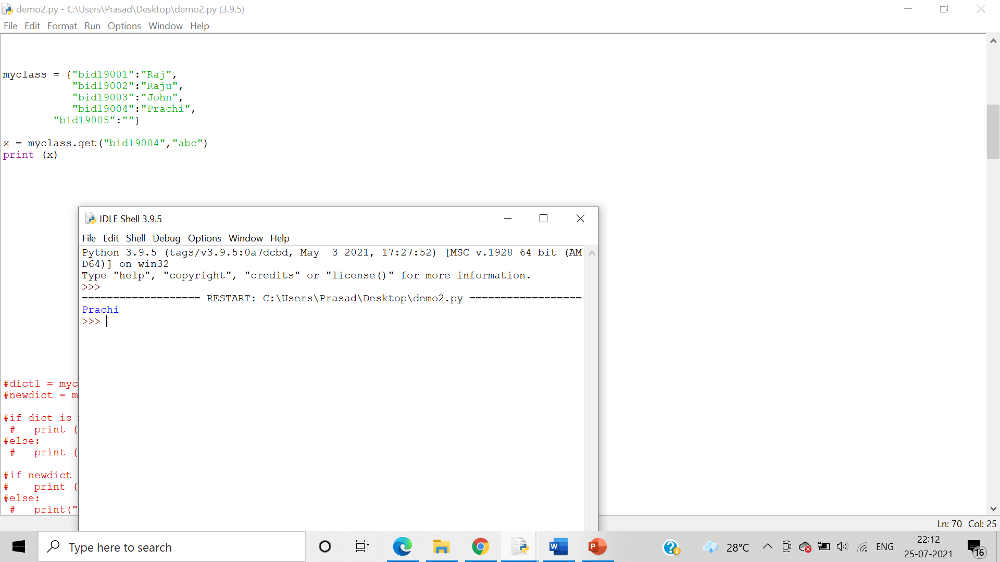 demo2.py - C:\Users\Prasad\Desktop\demo2.py (3.9.5)
File Edit Format Run Options Window Help
myclass = {"bid19001":"Raj",
"bid19002":"Raju",
"bid19003":"John",
"bid19004":"Prachi",
"bid19005":""}
x = myclass.get("bid19004","abc")
print (x)
IDLE Shell 3.9.5
File Edit Shell Debug Options Window Help
Python 3.9.5 (tags/v3.9.5:0a7dcbd, May  3 2021, 17:27:52) [MSC v.1928 64 bit (AM
D64)] on win32
Type "help", "copyright", "credits" or "license()" for more information.
>>>
=================== RESTART: C:\Users\Prasad\Desktop\demo2.py ==================
Prachi
>>>
#dict1 = myc
#newdict = m
#if dict is
#   print (
#else:
#   print (
#if newdict
#    print (
#else:
#   print("
Ln: 70 Col: 25
Type here to search
28°C
ENG
22:12
25-07-2021
16